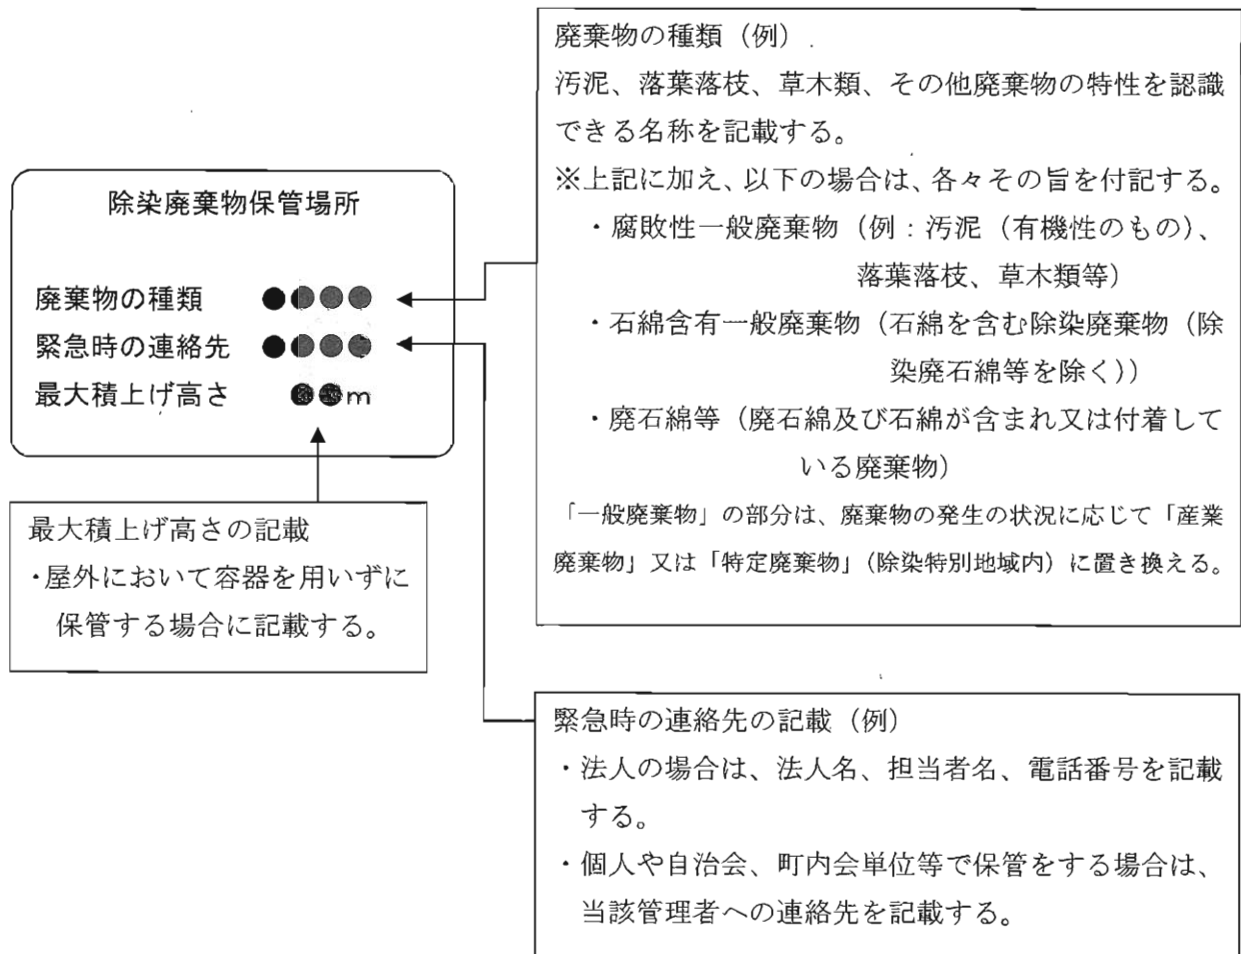 除染廃棄物保管場所
廃棄物の種類 ●●●●
緊急時の連絡先 ●●●●
最大積上げ高さ ●●m
最大積上げ高さの記載
・屋外において容器を用いずに
保管する場合に記載する。
廃棄物の種類（例）
汚泥、落葉落枝、草木類、その他廃棄物の特性を認識
できる名称を記載する。
※上記に加え、以下の場合は、各々その旨を付記する。
・腐敗性一般廃棄物（例：汚泥（有機性のもの）、
落葉落枝、草木類等）
・石綿含有一般廃棄物（石綿を含む除染廃棄物（除
染廃石綿等を除く））
・廃石綿等（廃石綿及び石綿が含まれ又は付着して
いる廃棄物）
「一般廃棄物」の部分は、廃棄物の発生の状況に応じて「産業
廃棄物」又は「特定廃棄物」（除染特別地域内）に置き換える。
緊急時の連絡先の記載（例）
・法人の場合は、法人名、担当者名、電話番号を記載
する。
・個人や自治会、町内会単位等で保管をする場合は、
当該管理者への連絡先を記載する。